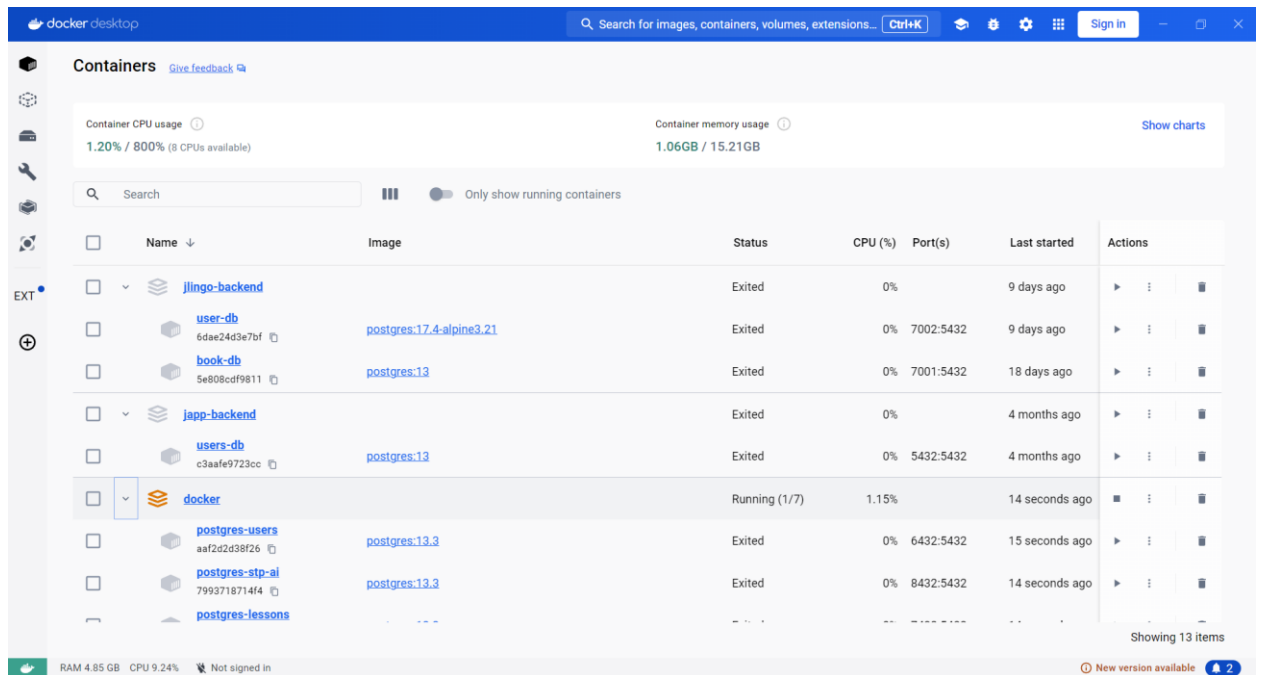 docker desktop Search for images, containers, volumes, extensions... Ctrl+K Sign in
Containers Give feedback
Container CPU usage Container memory usage Show charts
1.20% / 800% (8 CPUs available) 1.06GB / 15.21GB
Search Only show running containers
Name Image Status CPU (%) Port(s) Last started Actions
EXT
jlingo-backend Exited 0% 9 days ago
user-db
6dae24d3e7bf postgres:17.4-alpine3.21 Exited 0% 7002:5432 9 days ago
book-db
5e808cdf9811 postgres:13 Exited 0% 7001:5432 18 days ago
japp-backend Exited 0% 4 months ago
users-db
c3aafe9723cc postgres:13 Exited 0% 5432:5432 4 months ago
docker Running (1/7) 1.15% 14 seconds ago
postgres-users
aaf2d2d38f26 postgres:13.3 Exited 0% 6432:5432 15 seconds ago
postgres-stp-ai
7993718714f4 postgres:13.3 Exited 0% 8432:5432 14 seconds ago
postgres-lessons
Showing 13 items
RAM 4.85 GB CPU 9.24% Not signed in New version available 2